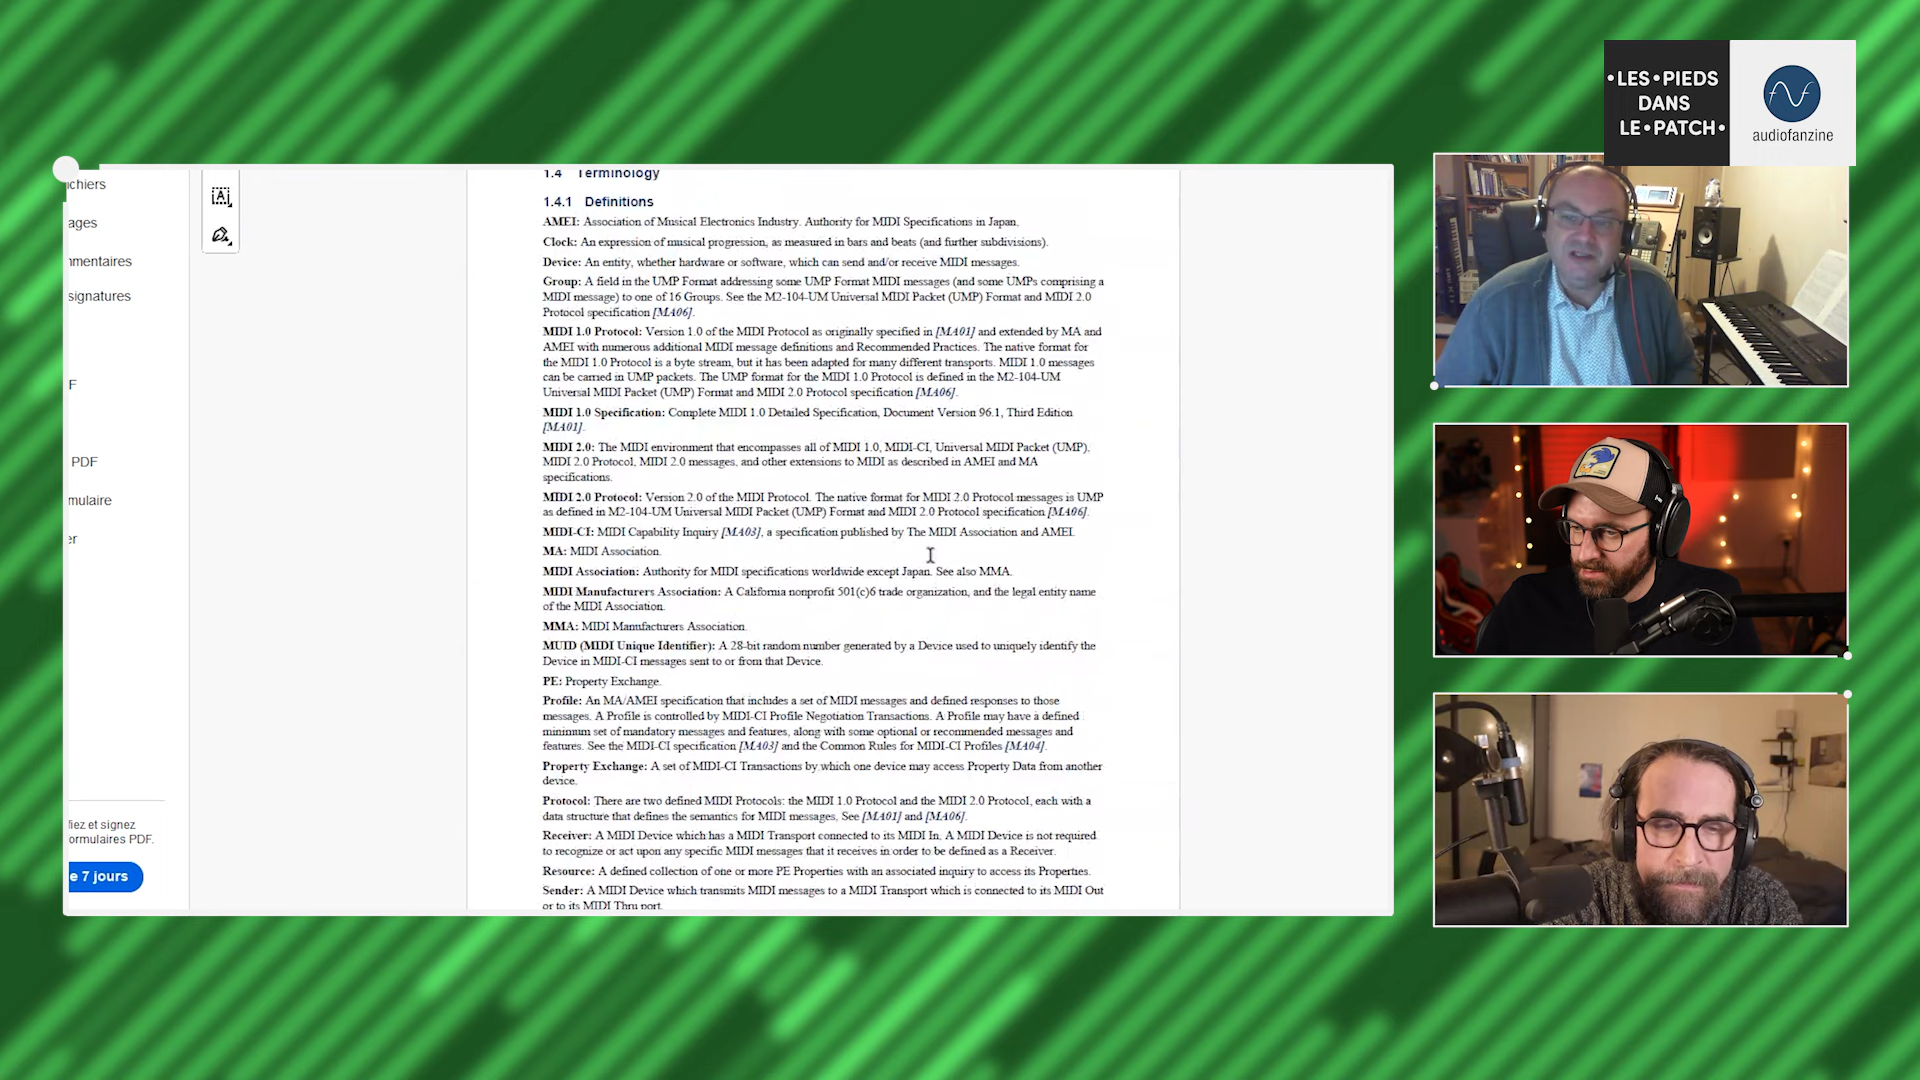 •LES•PIEDS
DANS
LE•PATCH•
audiofanzine
chiers
ages
mmentaires
signatures
F
PDF
mulaire
er
fiez et signez
ormulaires PDF.
e 7 jours
1.4 Terminology
1.4.1 Definitions
AMEI: Association of Musical Electronics Industry. Authority for MIDI Specifications in Japan.
Clock: An expression of musical progression, as measured in bars and beats (and further subdivisions).
Device: An entity, whether hardware or software, which can send and/or receive MIDI messages.
Group: A field in the UMP Format addressing some UMP Format MIDI messages (and some UMPs comprising a
MIDI message) to one of 16 Groups. See the M2-104-UM Universal MIDI Packet (UMP) Format and MIDI 2.0
Protocol specification [MA06].
MIDI 1.0 Protocol: Version 1.0 of the MIDI Protocol as originally specified in [MA01] and extended by MA and
AMEI with numerous additional MIDI message definitions and Recommended Practices. The native format for
the MIDI 1.0 Protocol is a byte stream, but it has been adapted for many different transports. MIDI 1.0 messages
can be carried in UMP packets. The UMP format for the MIDI 1.0 Protocol is defined in the M2-104-UM
Universal MIDI Packet (UMP) Format and MIDI 2.0 Protocol specification [MA06].
MIDI 1.0 Specification: Complete MIDI 1.0 Detailed Specification, Document Version 96.1, Third Edition
[MA01].
MIDI 2.0: The MIDI environment that encompasses all of MIDI 1.0, MIDI-CI, Universal MIDI Packet (UMP),
MIDI 2.0 Protocol, MIDI 2.0 messages, and other extensions to MIDI as described in AMEI and MA
specifications.
MIDI 2.0 Protocol: Version 2.0 of the MIDI Protocol. The native format for MIDI 2.0 Protocol messages is UMP
as defined in M2-104-UM Universal MIDI Packet (UMP) Format and MIDI 2.0 Protocol specification [MA06].
MIDI-CI: MIDI Capability Inquiry [MA03], a specification published by The MIDI Association and AMEI.
MA: MIDI Association.
MIDI Association: Authority for MIDI specifications worldwide except Japan. See also MMA.
MIDI Manufacturers Association: A California nonprofit 501(c)6 trade organization, and the legal entity name
of the MIDI Association.
MMA: MIDI Manufacturers Association.
MUID (MIDI Unique Identifier): A 28-bit random number generated by a Device used to uniquely identify the
Device in MIDI-CI messages sent to or from that Device.
PE: Property Exchange.
Profile: An MA/AMEI specification that includes a set of MIDI messages and defined responses to those
messages. A Profile is controlled by MIDI-CI Profile Negotiation Transactions. A Profile may have a defined
minimum set of mandatory messages and features, along with some optional or recommended messages and
features. See the MIDI-CI specification [MA03] and the Common Rules for MIDI-CI Profiles [MA04].
Property Exchange: A set of MIDI-CI Transactions by which one device may access Property Data from another
device.
Protocol: There are two defined MIDI Protocols: the MIDI 1.0 Protocol and the MIDI 2.0 Protocol, each with a
data structure that defines the semantics for MIDI messages. See [MA01] and [MA06].
Receiver: A MIDI Device which has a MIDI Transport connected to its MIDI In. A MIDI Device is not required
to recognize or act upon any specific MIDI messages that it receives in order to be defined as a Receiver.
Resource: A defined collection of one or more PE Properties with an associated inquiry to access its Properties.
Sender: A MIDI Device which transmits MIDI messages to a MIDI Transport which is connected to its MIDI Out
or to its MIDI Thru port.